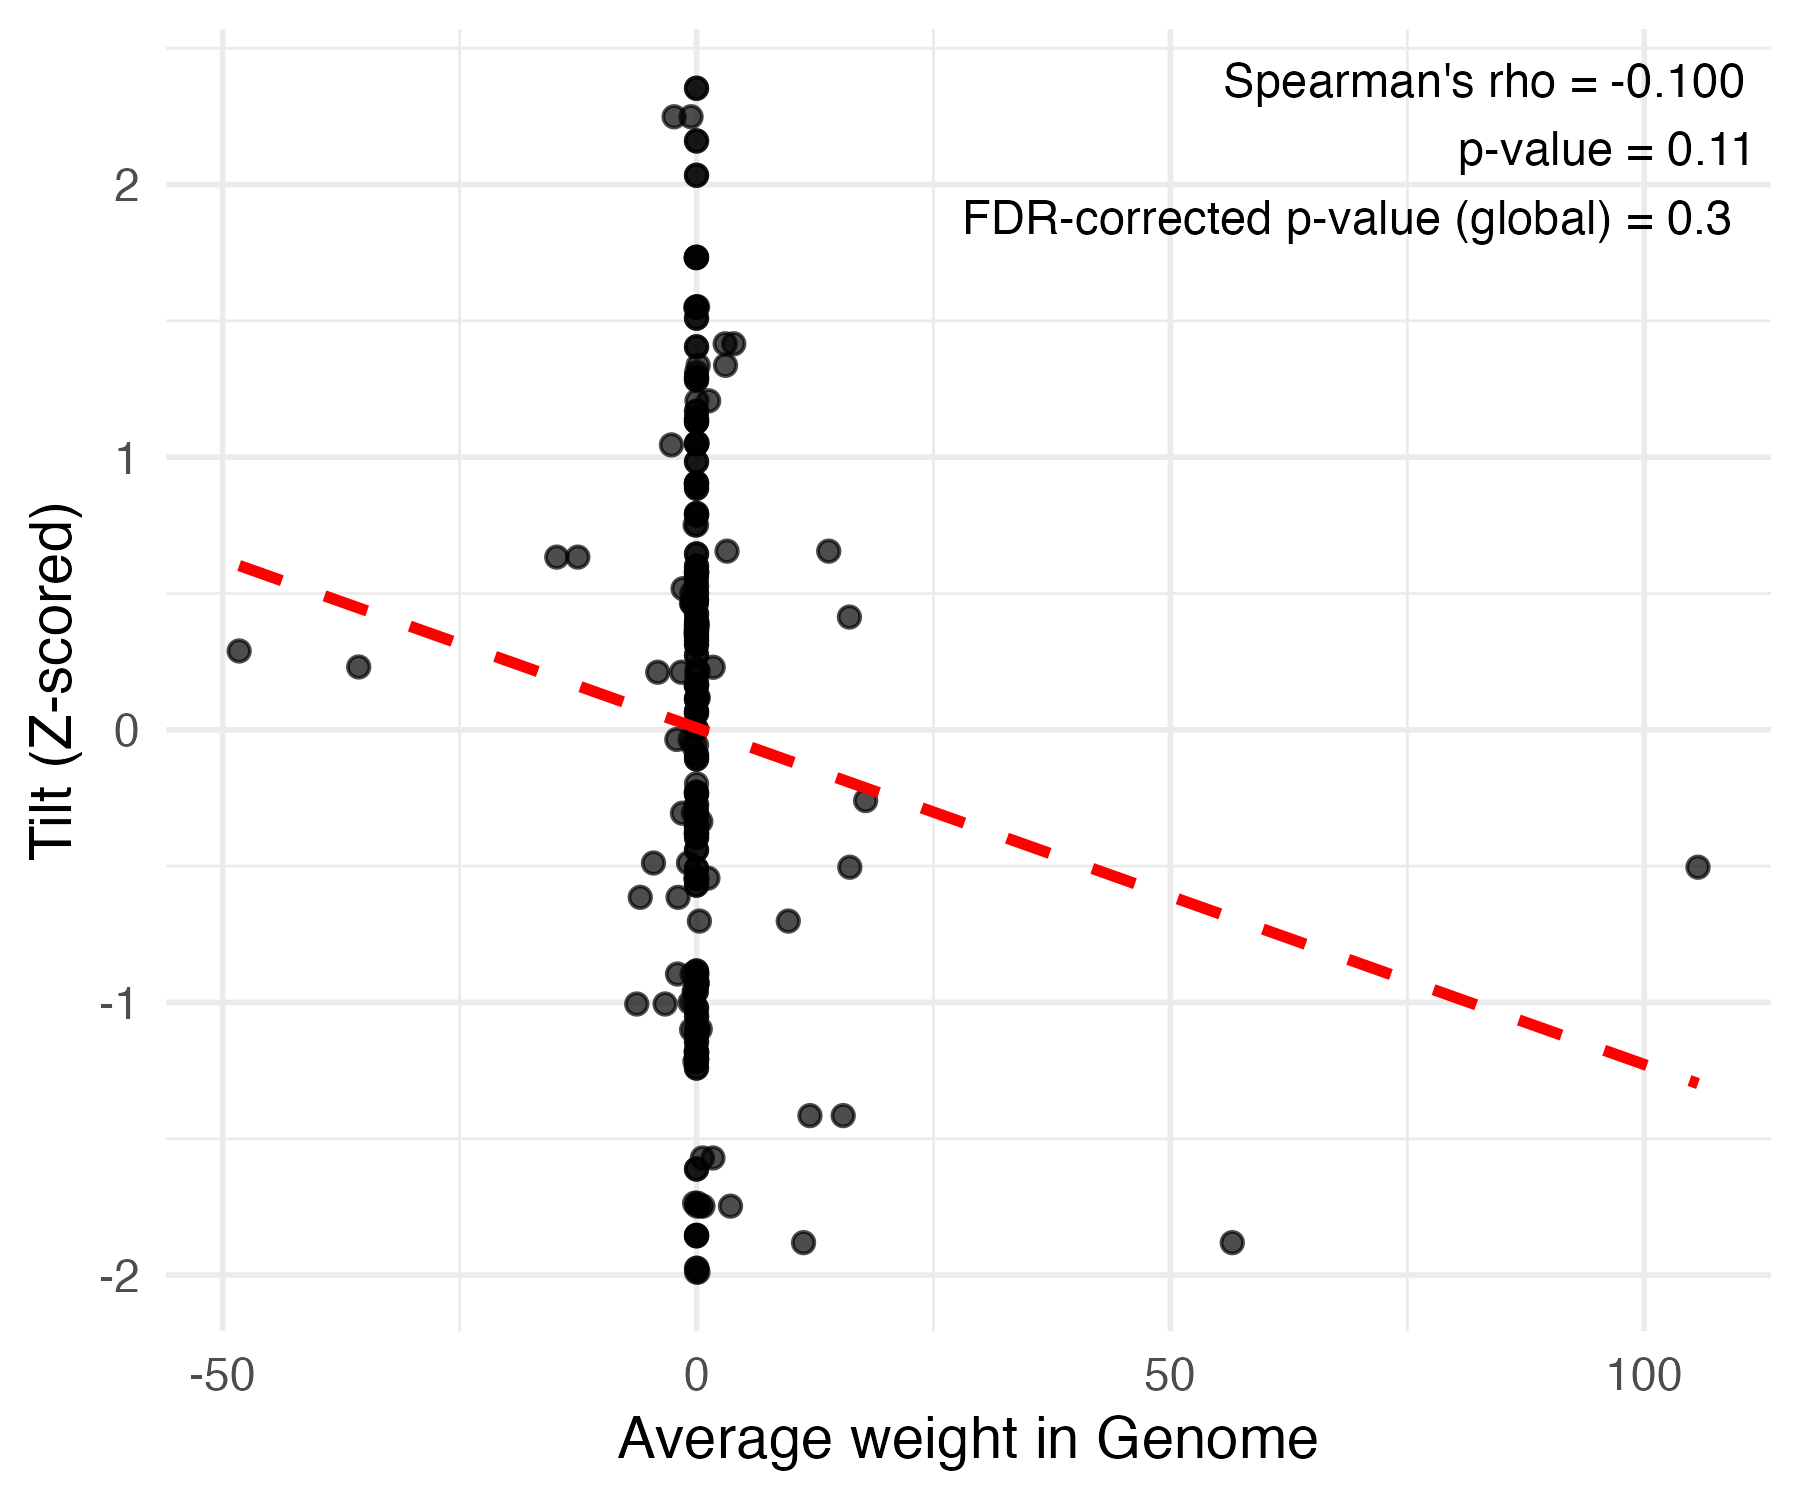 Spearman's rho = -0.100
p-value = 0.11
FDR-corrected p-value (global) = 0.3
2
1
0
-1
-2
Tilt (Z-scored)
-50
0
50
100
Average weight in Genome